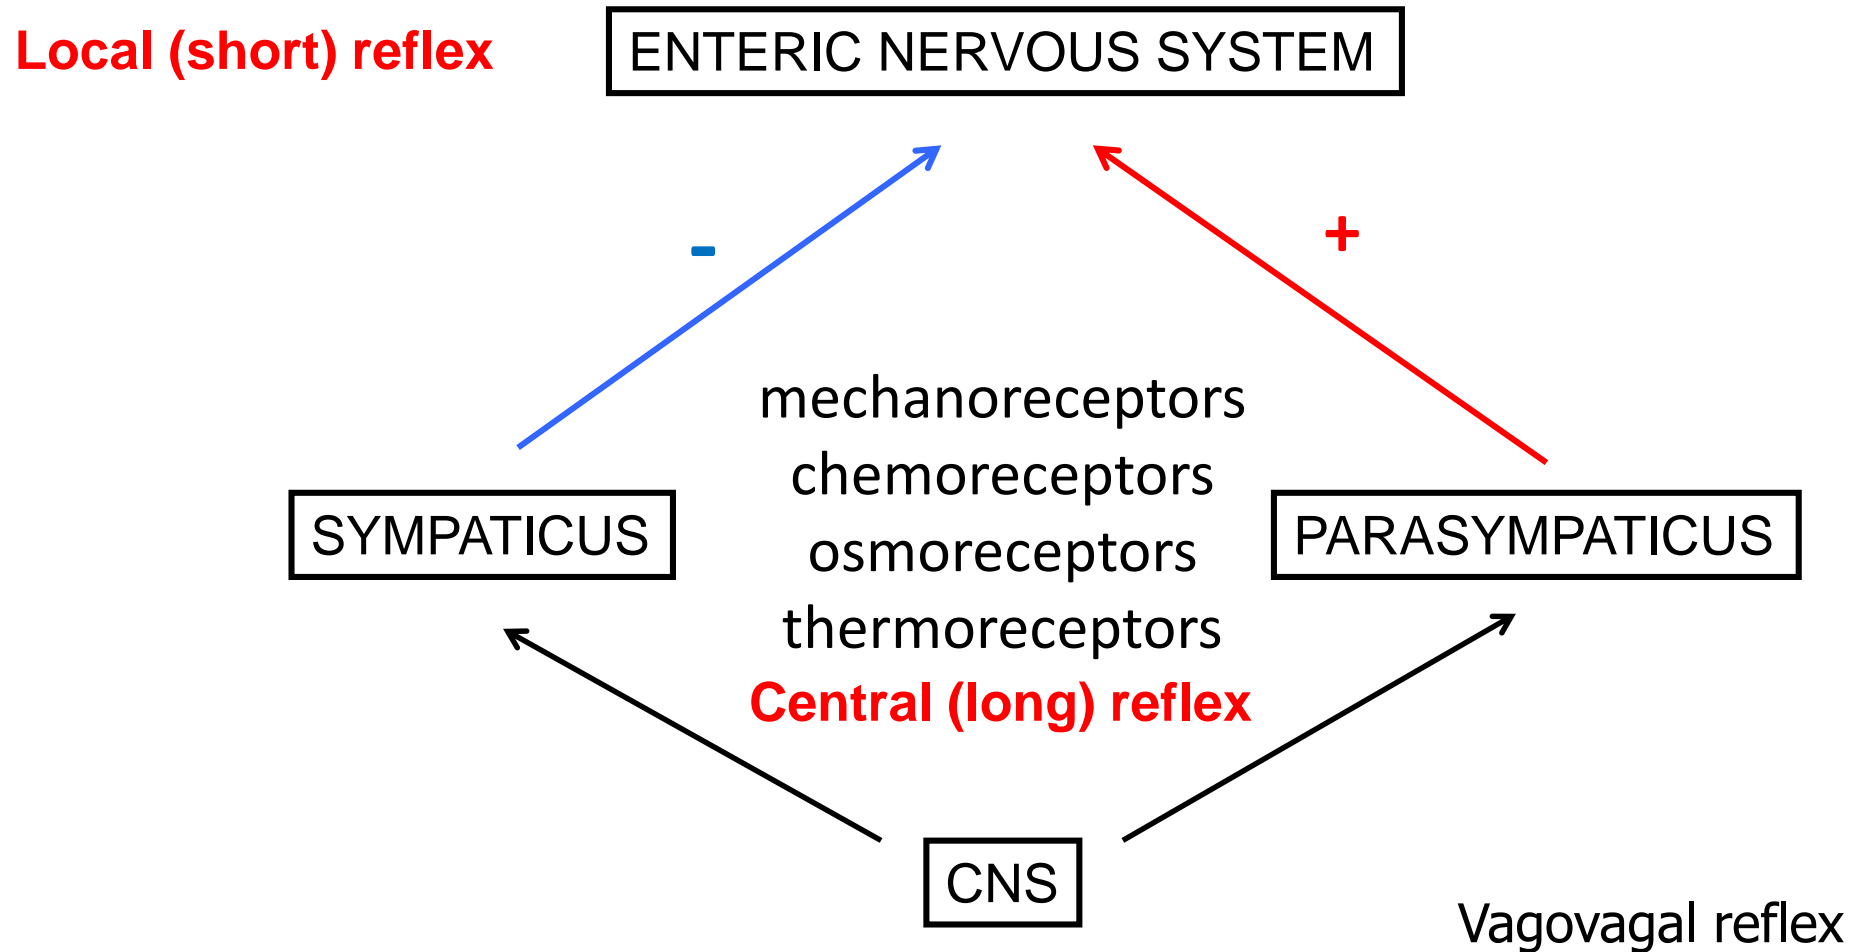 Local (short) reflex
ENTERIC NERVOUS SYSTEM
-
+
mechanoreceptors
chemoreceptors
osmoreceptors
thermoreceptors
Central (long) reflex
SYMPATICUS
PARASYMPATICUS
CNS
Vagovagal reflex